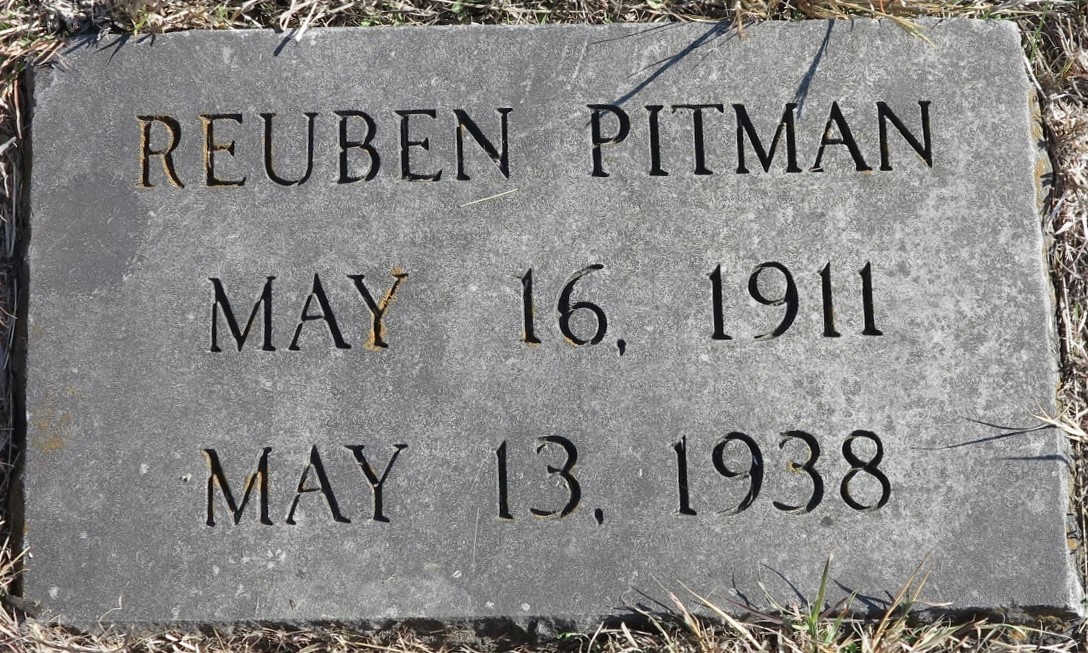 REUBEN PITMAN
MAY 16, 1911
MAY 13, 1938